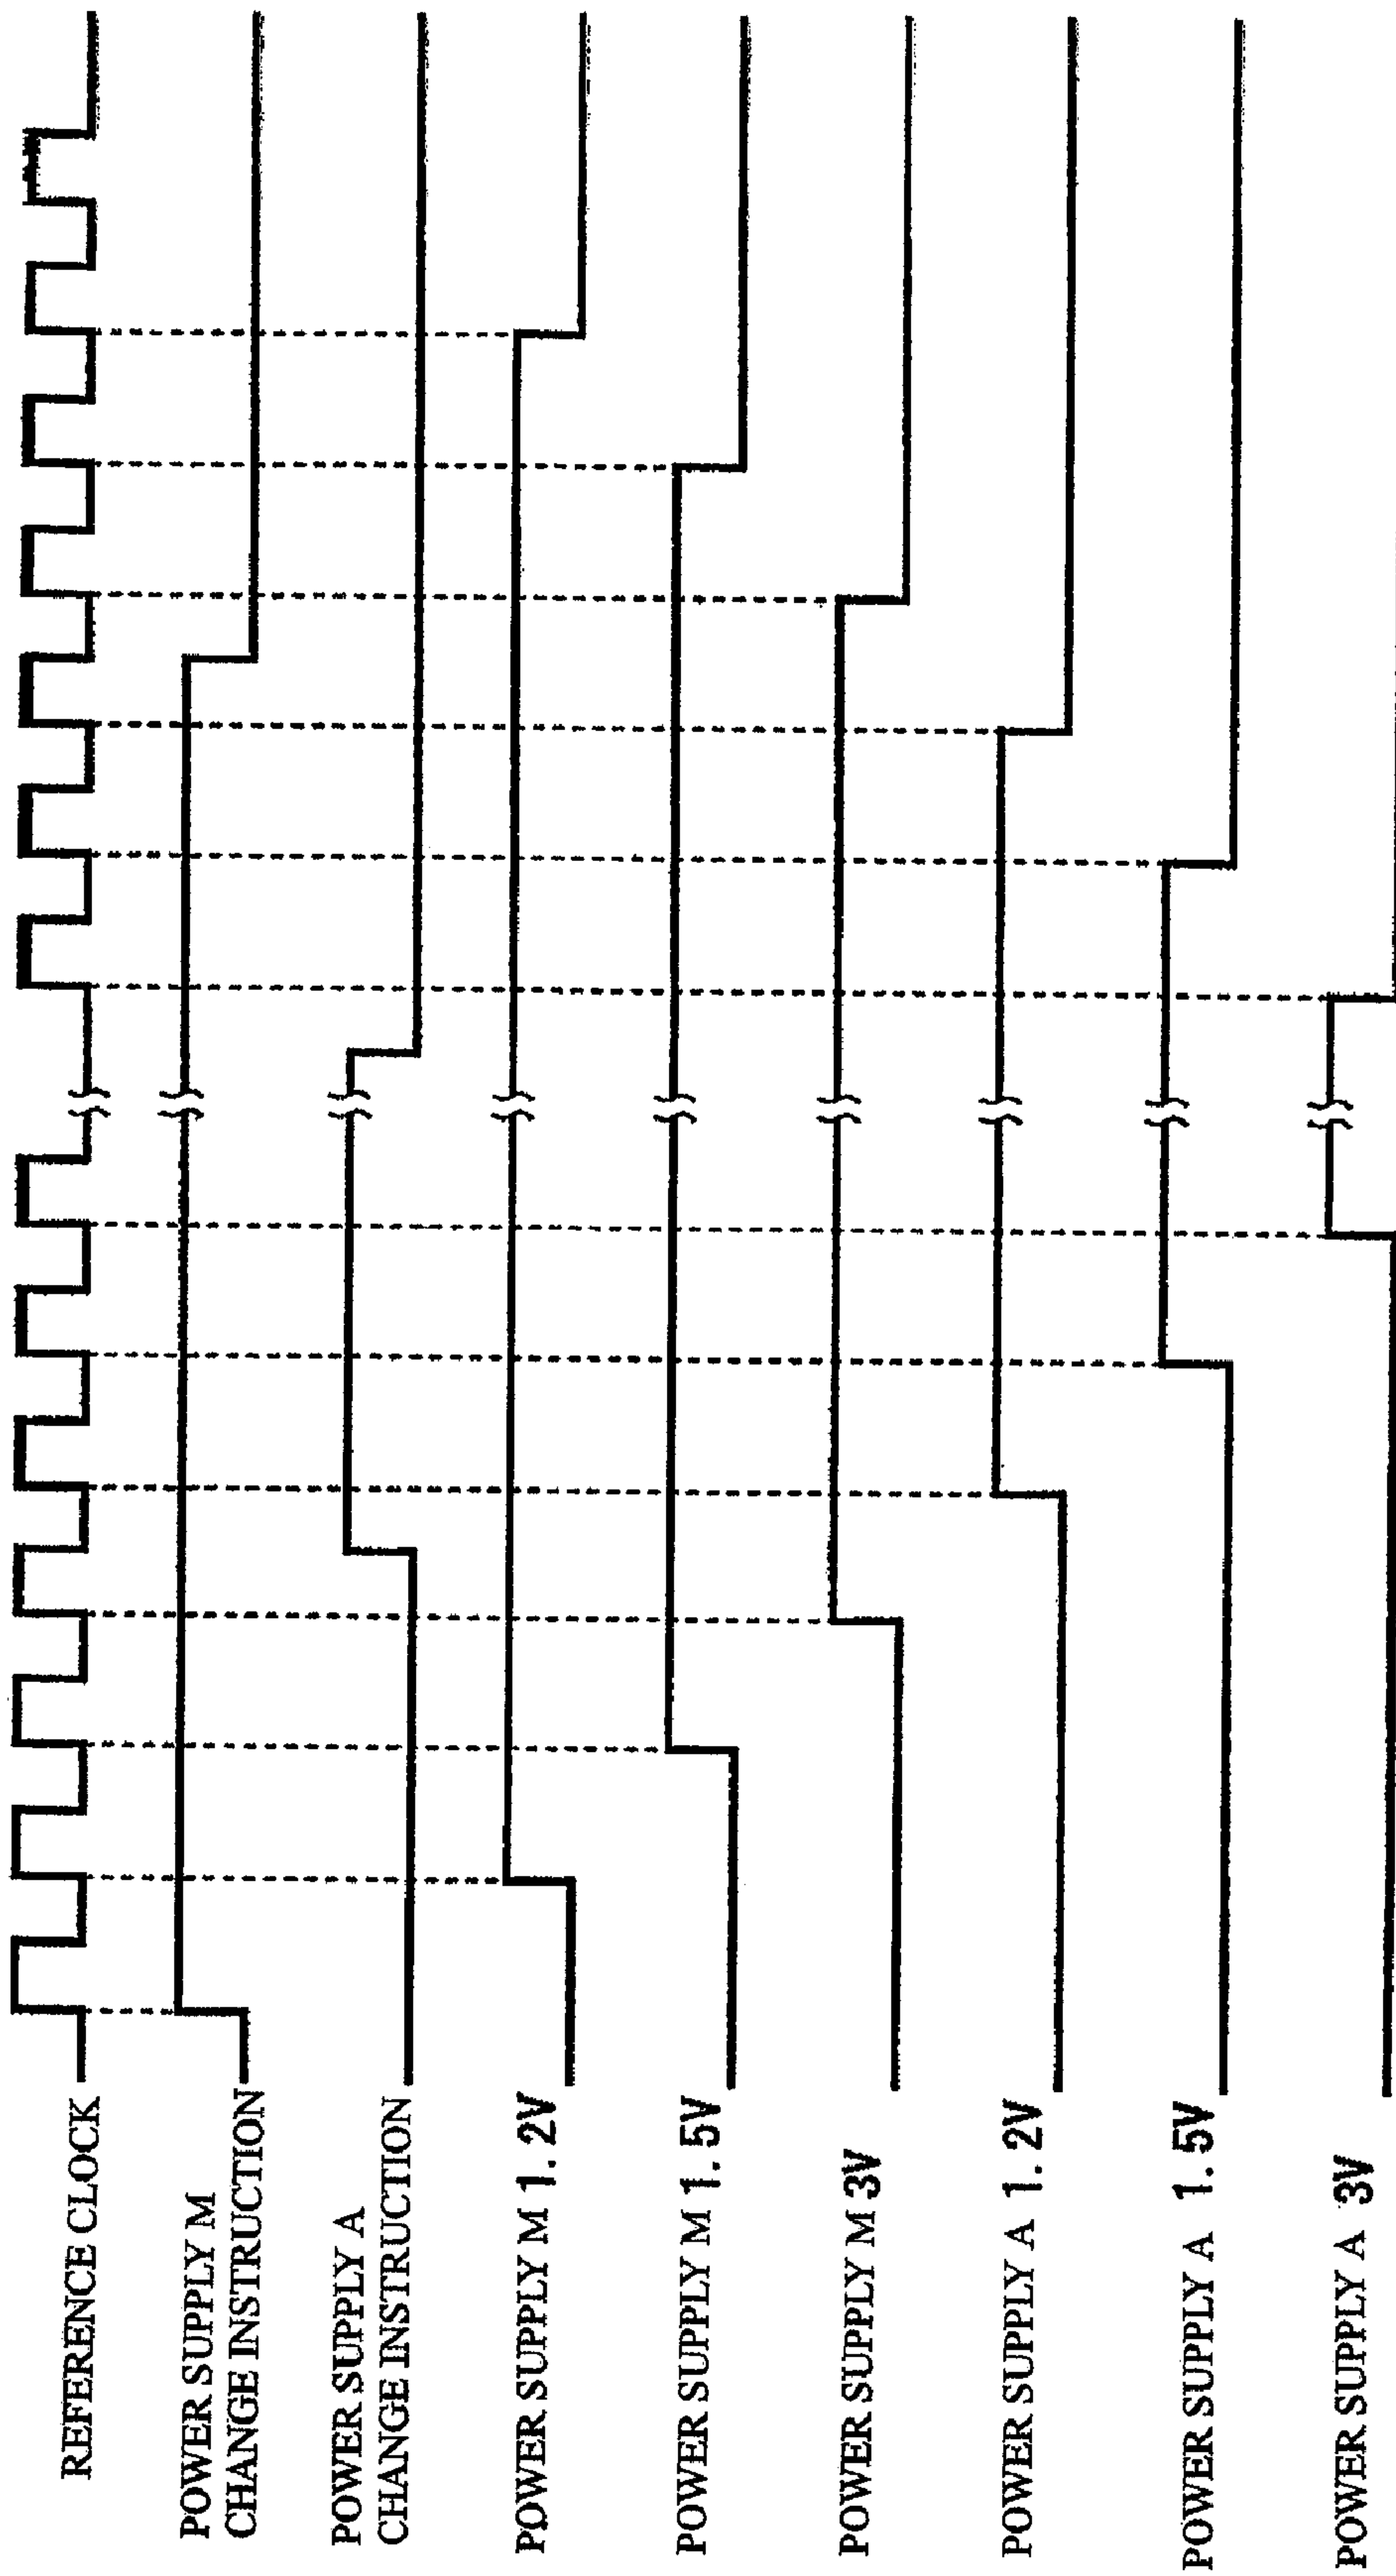 REFERENCE CLOCK
POWER SUPPLY M
CHANGE INSTRUCTION
POWER SUPPLY A
CHANGE INSTRUCTION
POWER SUPPLY M 1. 2V
POWER SUPPLY M 1. 5V
POWER SUPPLY M 3V
POWER SUPPLY A 1. 2V
POWER SUPPLY A 1. 5V
POWER SUPPLY A 3V